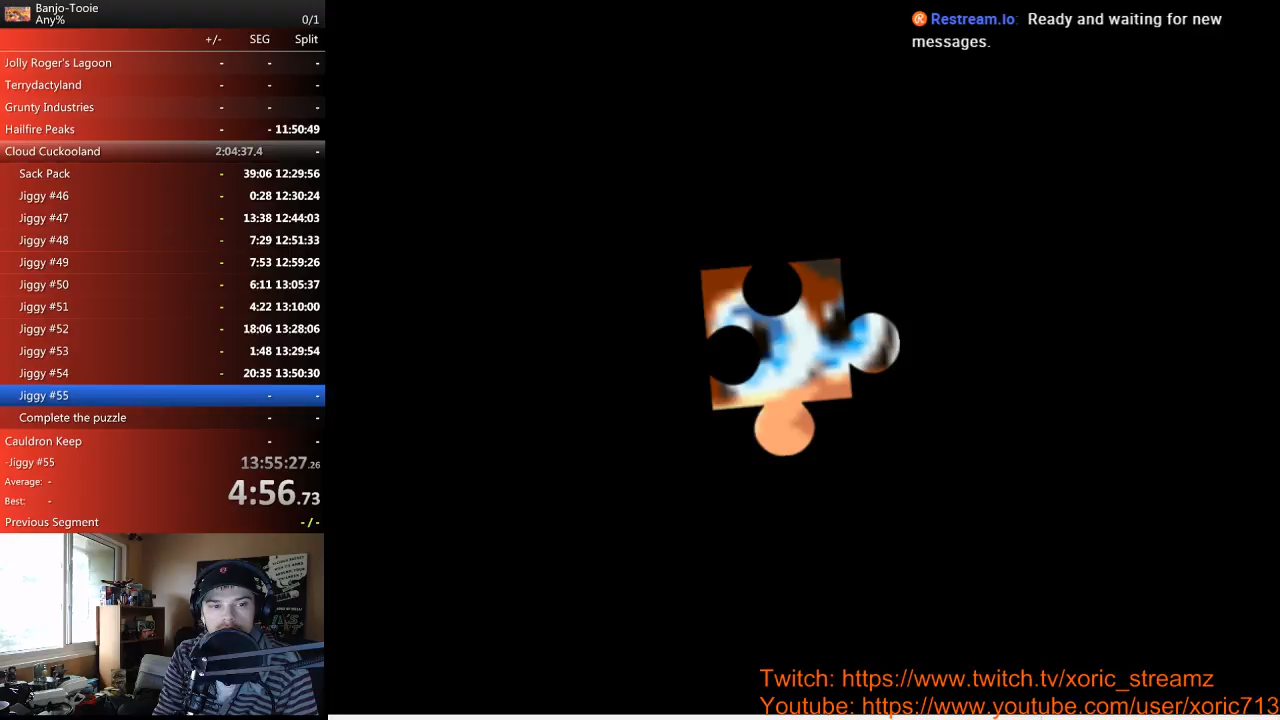 Banjo-Tooie
Any%
0/1
+/- SEG Split
Jolly Roger's Lagoon - - -
Terrydactyland - - -
Grunty Industries - - -
Hailfire Peaks - - 11:50:49
Cloud Cuckooland 2:04:37.4 -
Sack Pack - 39:06 12:29:56
Jiggy #46 - 0:28 12:30:24
Jiggy #47 - 13:38 12:44:03
Jiggy #48 - 7:29 12:51:33
Jiggy #49 - 7:53 12:59:26
Jiggy #50 - 6:11 13:05:37
Jiggy #51 - 4:22 13:10:00
Jiggy #52 - 18:06 13:28:06
Jiggy #53 - 1:48 13:29:54
Jiggy #54 - 20:35 13:50:30
Jiggy #55 - -
Complete the puzzle - -
Cauldron Keep - -
-Jiggy #55 13:55:27.26
Average: -
4:56.73
Best: -
Previous Segment -/-
Restream.io: Ready and waiting for new
messages.
Twitch: https://www.twitch.tv/xoric_streamz
Youtube: https://www.youtube.com/user/xoric713